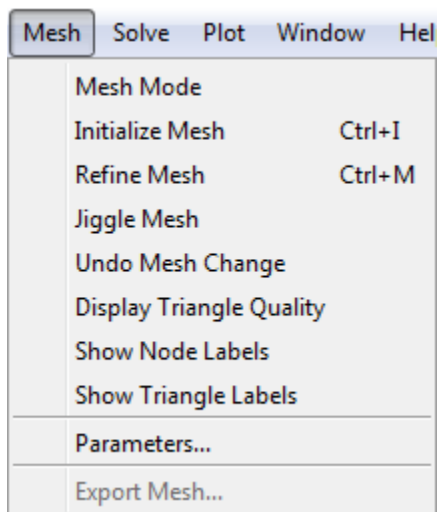 Mesh Solve Plot Window Hel
Mesh Mode
Initialize Mesh Ctrl+I
Refine Mesh Ctrl+M
Jiggle Mesh
Undo Mesh Change
Display Triangle Quality
Show Node Labels
Show Triangle Labels
Parameters...
Export Mesh...